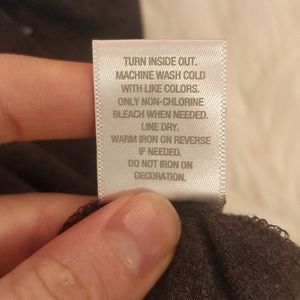 TURN INSIDE OUT.
MACHINE WASH COLD
WITH LIKE COLORS.
ONLY NON-CHLORINE
BLEACH WHEN NEEDED.
LINE DRY.
WARM IRON ON REVERSE
IF NEEDED.
DO NOT IRON ON
DECORATION.